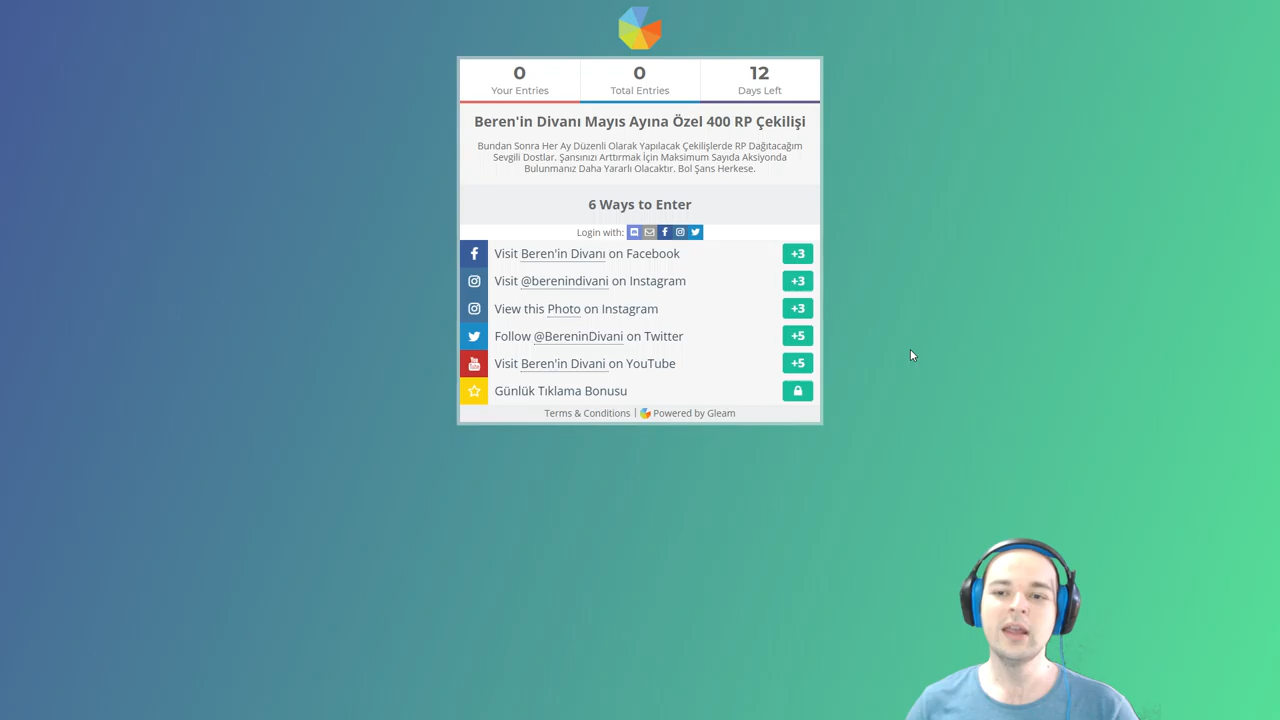 0
Your Entries
0
Total Entries
12
Days Left
Beren'in Divanı Mayıs Ayına Özel 400 RP Çekilişi
Bundan Sonra Her Ay Düzenli Olarak Yapılacak Çekilişlerde RP Dağıtacağım
Sevgili Dostlar. Şansınızı Arttırmak İçin Maksimum Sayıda Aksiyonda
Bulunmanız Daha Yararlı Olacaktır. Bol Şans Herkese.
6 Ways to Enter
Login with:
Visit Beren'in Divanı on Facebook +3
Visit @berenindivani on Instagram +3
View this Photo on Instagram +3
Follow @BereninDivani on Twitter +5
Visit Beren'in Divani on YouTube +5
Günlük Tıklama Bonusu
Terms & Conditions | Powered by Gleam